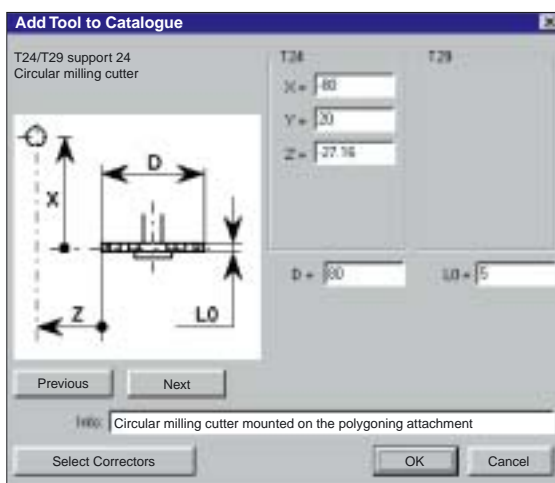 Add Tool to Catalogue
T24/T29 support 24
Circular milling cutter
T24
T29
X = -80
Y = 20
Z = -27.16
D
X
Z
L0
D = 80
L0 = 5
Previous
Next
Info: Circular milling cutter mounted on the polygoning attachment
Select Correctors
OK
Cancel